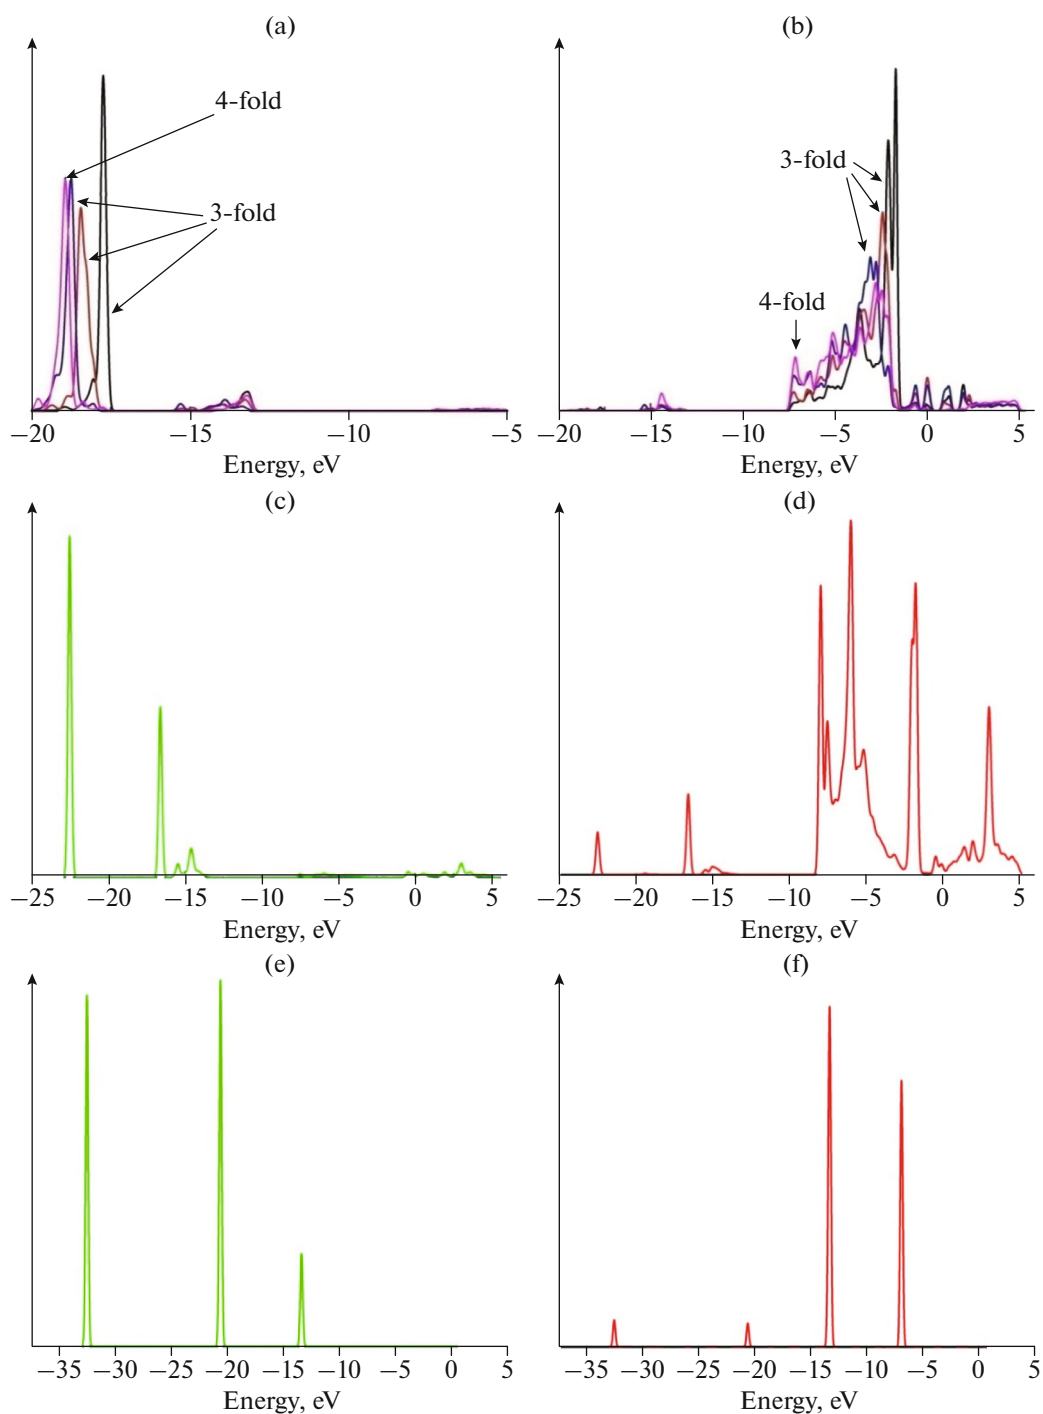 (a) (b)
4-fold
3-fold
3-fold
4-fold
−20 −15 −10 −5
−20 −15 −10 −5 0 5
Energy, eV Energy, eV
(c) (d)
−25 −20 −15 −10 −5 0 5
−25 −20 −15 −10 −5 0 5
Energy, eV Energy, eV
(e) (f)
−35 −30 −25 −20 −15 −10 −5 0 5
−35 −30 −25 −20 −15 −10 −5 0 5
Energy, eV Energy, eV